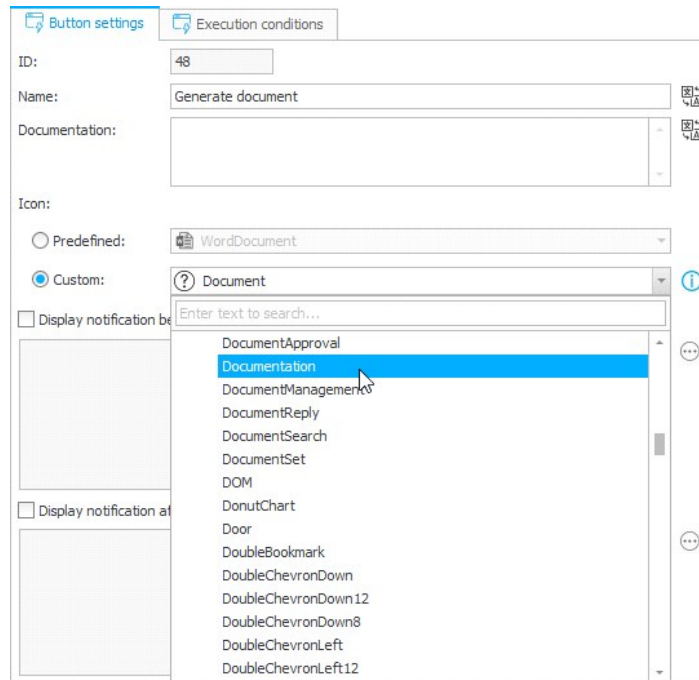 Button settings
Execution conditions
ID:
48
Name:
Generate document
Documentation:
Icon:
Predefined:
WordDocument
Custom:
Document
Enter text to search...
Display notification be
DocumentApproval
Documentation
DocumentManagement
DocumentReply
DocumentSearch
DocumentSet
DOM
DonutChart
Display notification af
Door
DoubleBookmark
DoubleChevronDown
DoubleChevronDown12
DoubleChevronDown8
DoubleChevronLeft
DoubleChevronLeft12